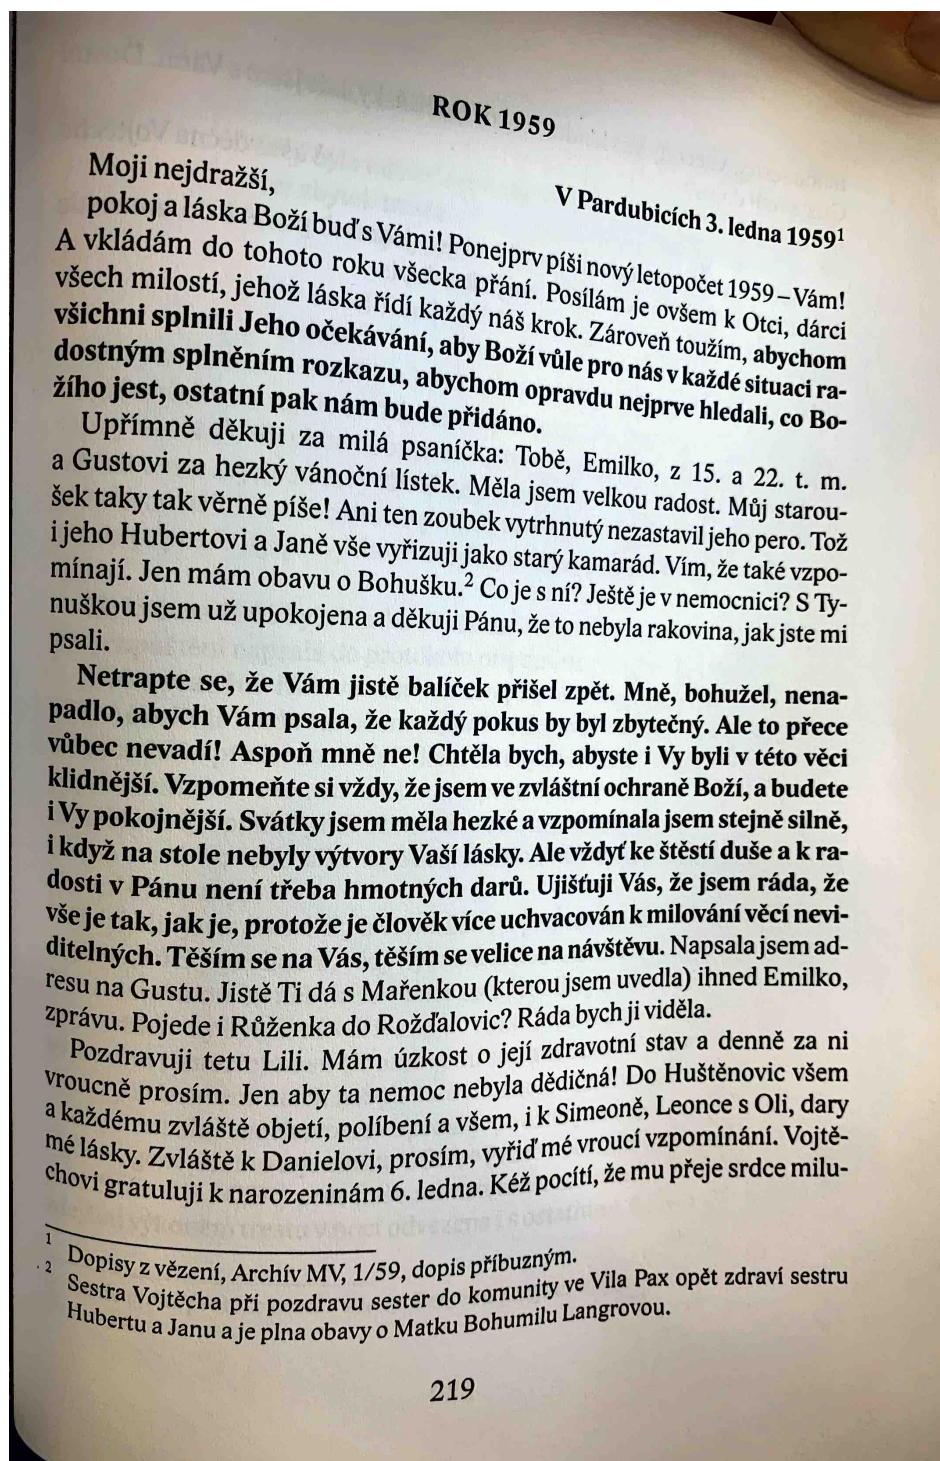 ROK 1959
V Pardubicích 3. ledna 1959¹
Moji nejdražší,
pokoj a láska Boží buď s Vámi! Ponejprv píši nový letopočet 1959 – Vám!
A vkládám do tohoto roku všecka přání. Posílám je ovšem k Otci, dárci
všech milostí, jehož láska řídí každý náš krok. Zároveň toužím, abychom
všichni splnili Jeho očekávání, aby Boží vůle pro nás v každé situaci ra-
dostným splněním rozkazu, abychom opravdu nejprve hledali, co Bo-
žího jest, ostatní pak nám bude přidáno.
Upřímně děkuji za milá psaníčka: Tobě, Emilko, z 15. a 22. t. m.
a Gustovi za hezký vánoční lístek. Měla jsem velkou radost. Můj starou-
šek taky tak věrně píše! Ani ten zoubek vytrhnutý nezastavil jeho pero. Tož
i jeho Hubertovi a Janě vše vyřizuji jako starý kamarád. Vím, že také vzpo-
mínají. Jen mám obavu o Bohušku.² Co je s ní? Ještě je v nemocnici? S Ty-
nuškou jsem už upokojena a děkuji Pánu, že to nebyla rakovina, jak jste mi
psali.
Netrapte se, že Vám jistě balíček přišel zpět. Mně, bohužel, nena-
padlo, abych Vám psala, že každý pokus by byl zbytečný. Ale to přece
vůbec nevadí! Aspoň mně ne! Chtěla bych, abyste i Vy byli v této věci
klidnější. Vzpomeňte si vždy, že jsem ve zvláštní ochraně Boží, a budete
i Vy pokojnější. Svátky jsem měla hezké a vzpomínala jsem stejně silně,
i když na stole nebyly výtvory Vaší lásky. Ale vždyť ke štěstí duše a k ra-
dosti v Pánu není třeba hmotných darů. Ujišťuji Vás, že jsem ráda, že
vše je tak, jak je, protože je člověk více uchvacován k milování věcí nevi-
ditelných. Těším se na Vás, těším se velice na návštěvu. Napsala jsem ad-
resu na Gustu. Jistě Ti dá s Mařenkou (kterou jsem uvedla) ihned Emilko,
zprávu. Pojede i Růženka do Rožďalovic? Ráda bych ji viděla.
Pozdravuji tetu Lili. Mám úzkost o její zdravotní stav a denně za ni
vroucně prosím. Jen aby ta nemoc nebyla dědičná! Do Huštěnovic všem
a každému zvláště objetí, políbení a všem, i k Simeoně, Leonce s Oli, dary
mé lásky. Zvláště k Danielovi, prosím, vyřiď mé vroucí vzpomínání. Vojtě-
chovi gratuluji k narozeninám 6. ledna. Kéž pocítí, že mu přeje srdce milu-
¹ Dopisy z vězení, Archív MV, 1/59, dopis příbuzným.
² Sestra Vojtěcha při pozdravu sester do komunity ve Vila Pax opět zdraví sestru
Hubertu a Janu a je plna obavy o Matku Bohumilu Langrovou.
219